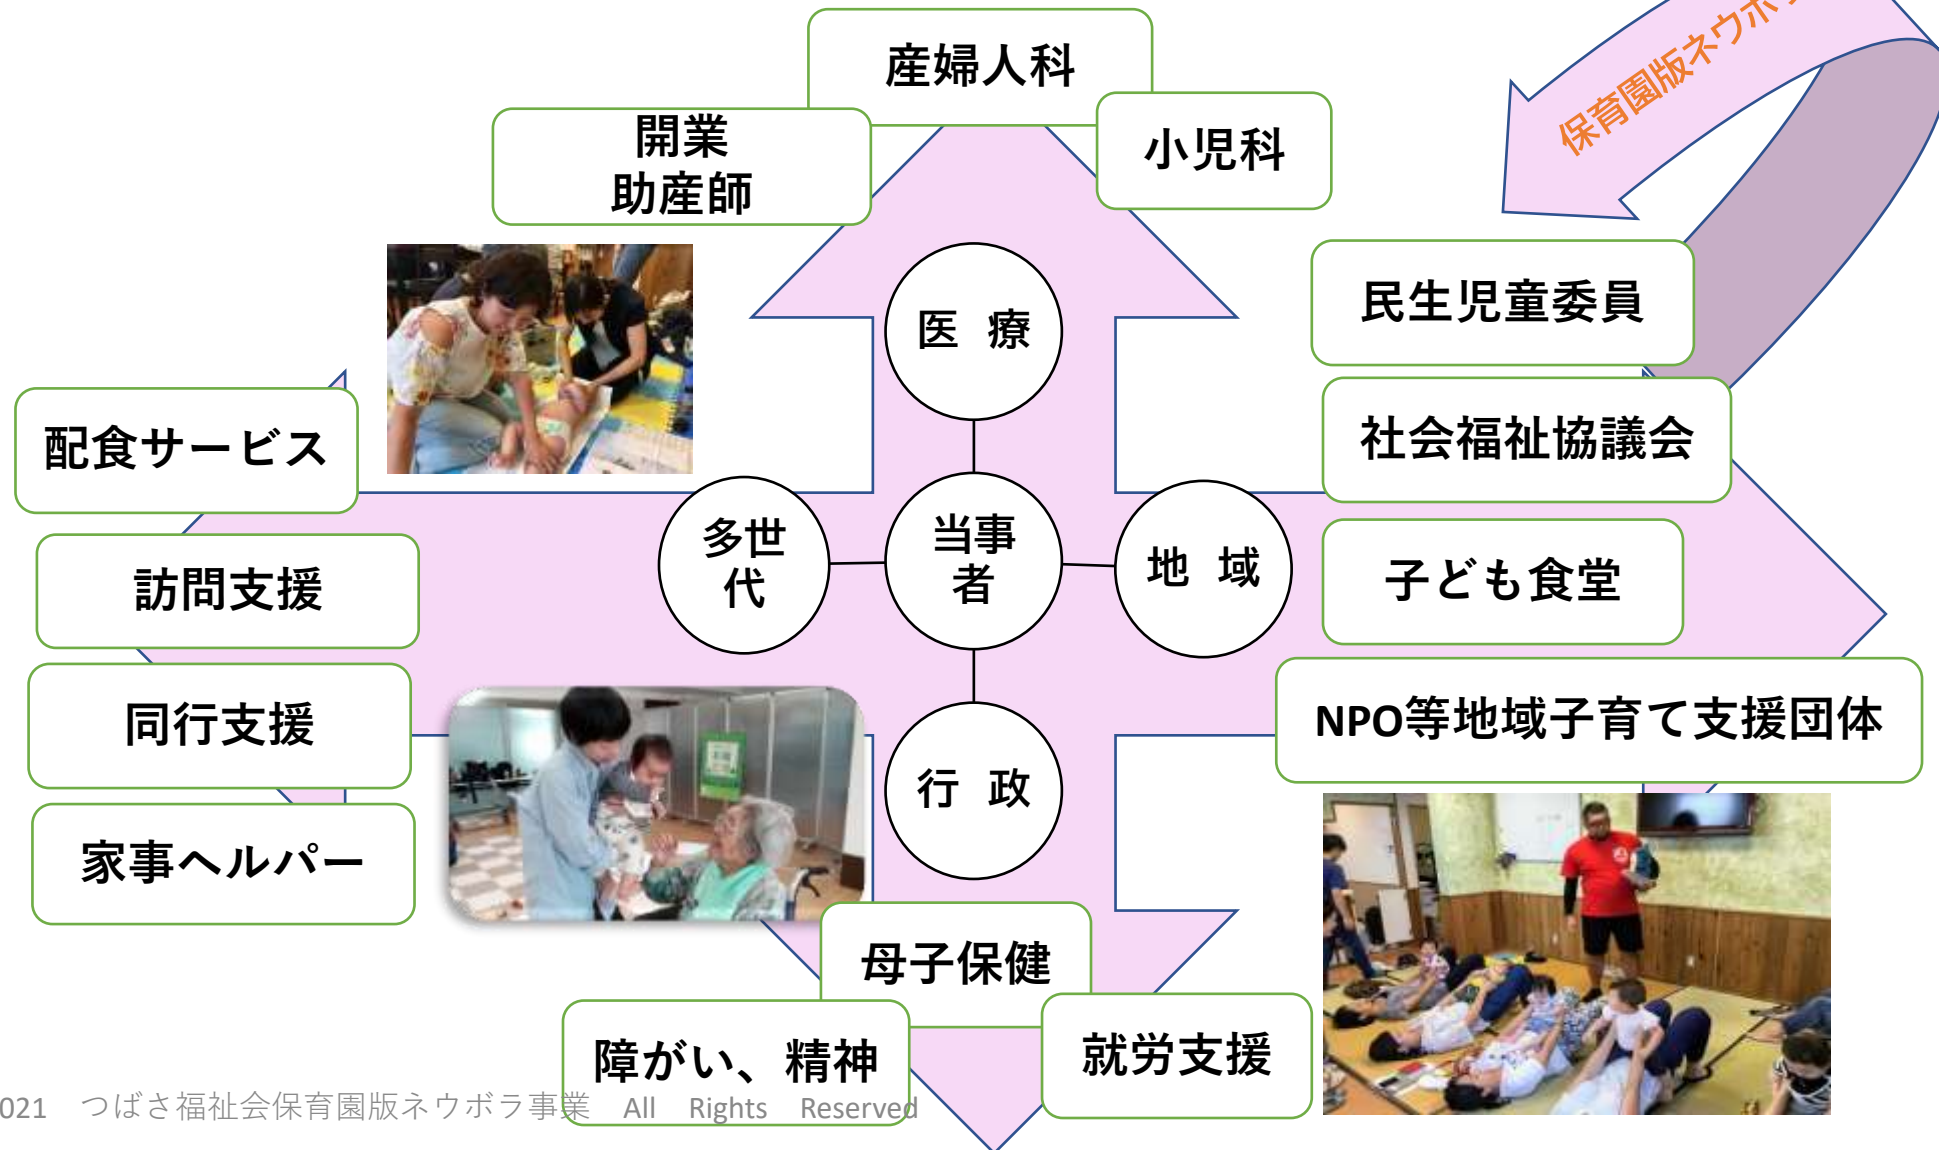 産婦人科
開業
助産師
小児科
保育園版ネウボラ
医 療
民生児童委員
配食サービス
社会福祉協議会
多世
代
当事
者
地 域
訪問支援
子ども食堂
同行支援
NPO等地域子育て支援団体
行 政
家事ヘルパー
母子保健
障がい、精神
就労支援
021 つばさ福祉会保育園版ネウボラ事業 All Rights Reserved